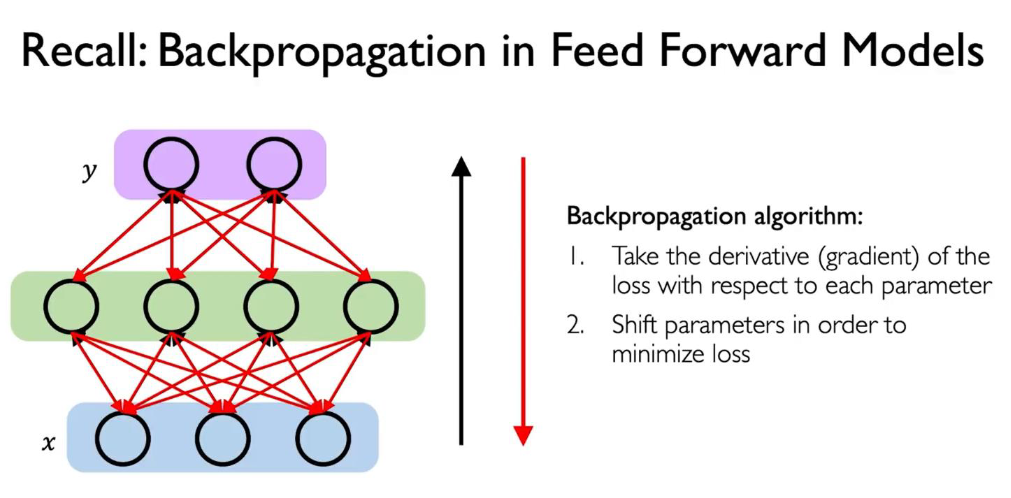 Recall: Backpropagation in Feed Forward Models
y
x
Backpropagation algorithm:
1. Take the derivative (gradient) of the
loss with respect to each parameter
2. Shift parameters in order to
minimize loss